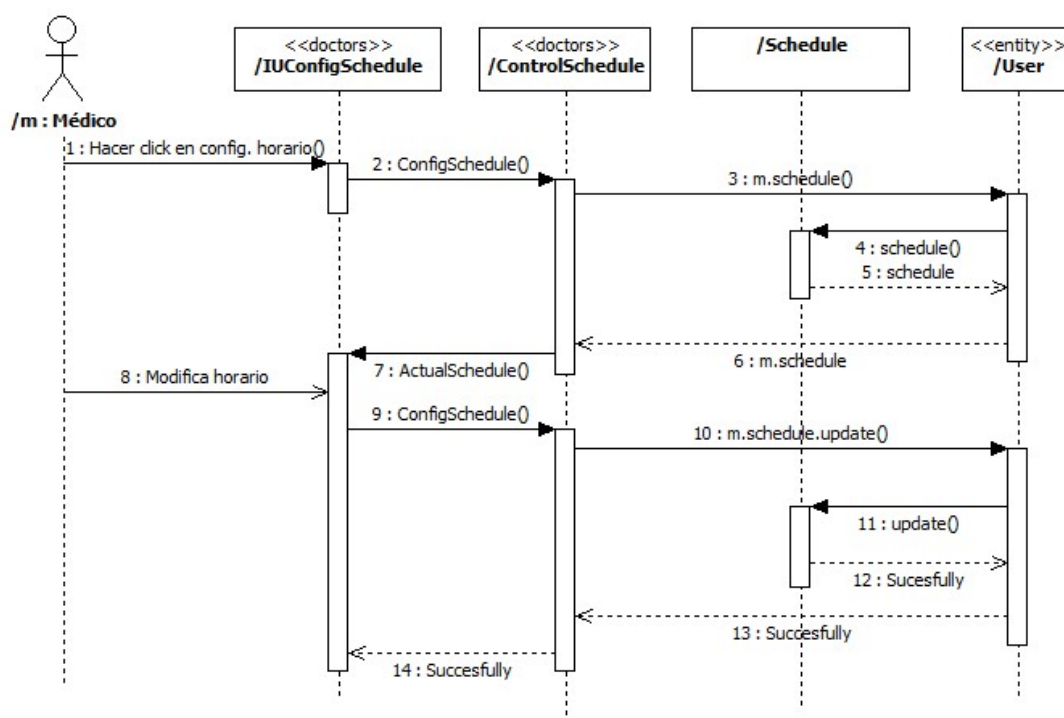 <<doctors>>
/IUConfigSchedule
<<doctors>>
/ControlSchedule
/Schedule
<<entity>>
/User
/m : Médico
1 : Hacer click en config. horario()
2 : ConfigSchedule()
3 : m.schedule()
4 : schedule()
5 : schedule
6 : m.schedule
7 : ActualSchedule()
8 : Modifica horario
9 : ConfigSchedule()
10 : m.schedule.update()
11 : update()
12 : Sucesfully
13 : Succesfully
14 : Succesfully